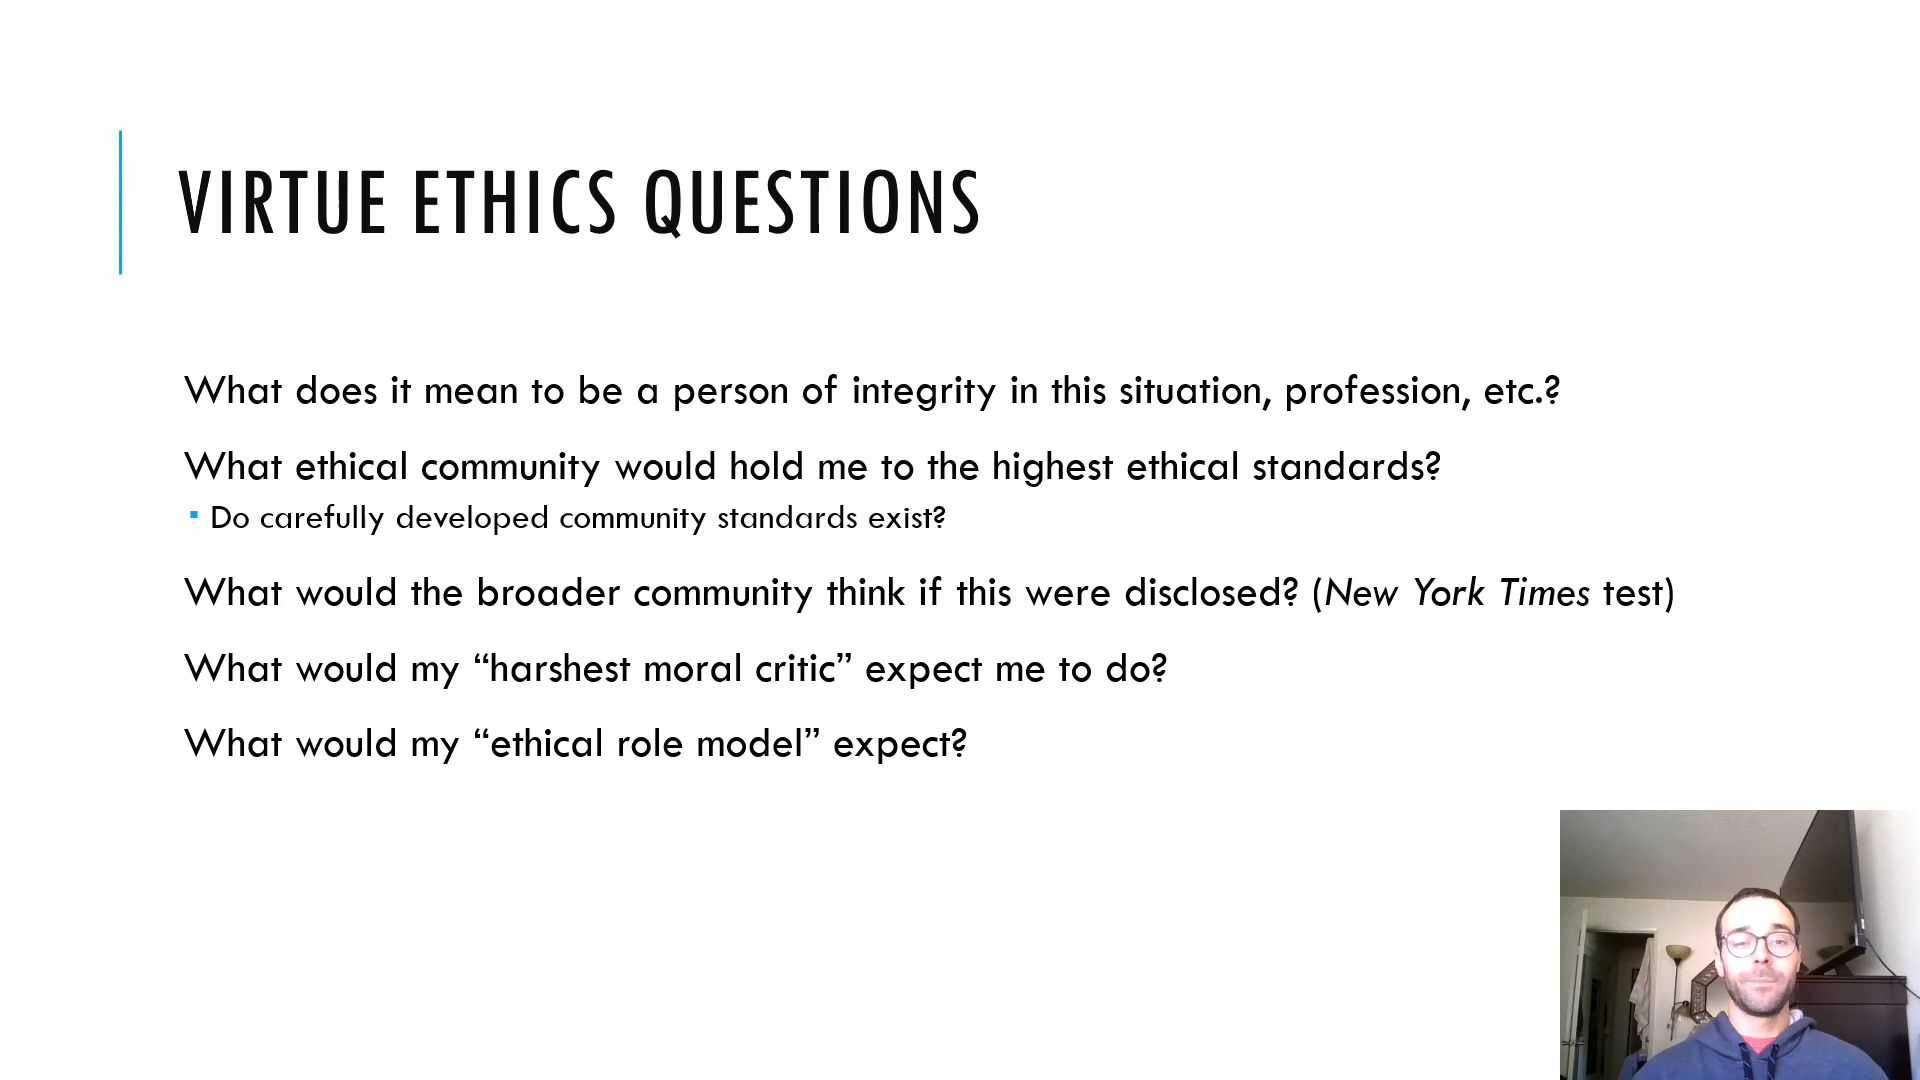 VIRTUE ETHICS QUESTIONS
What does it mean to be a person of integrity in this situation, profession, etc.?
What ethical community would hold me to the highest ethical standards?
▪ Do carefully developed community standards exist?
What would the broader community think if this were disclosed? (New York Times test)
What would my “harshest moral critic” expect me to do?
What would my “ethical role model” expect?